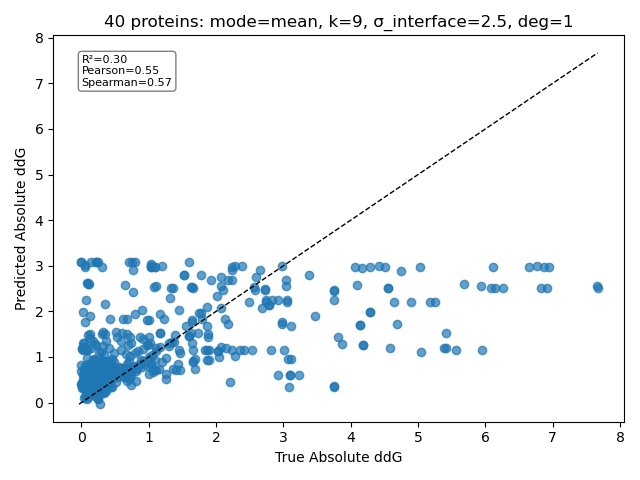 40 proteins: mode=mean, k=9, σ_interface=2.5, deg=1
R²=0.30
Pearson=0.55
Spearman=0.57
Predicted Absolute ddG
8
7
6
5
4
3
2
1
0
0 1 2 3 4 5 6 7 8
True Absolute ddG